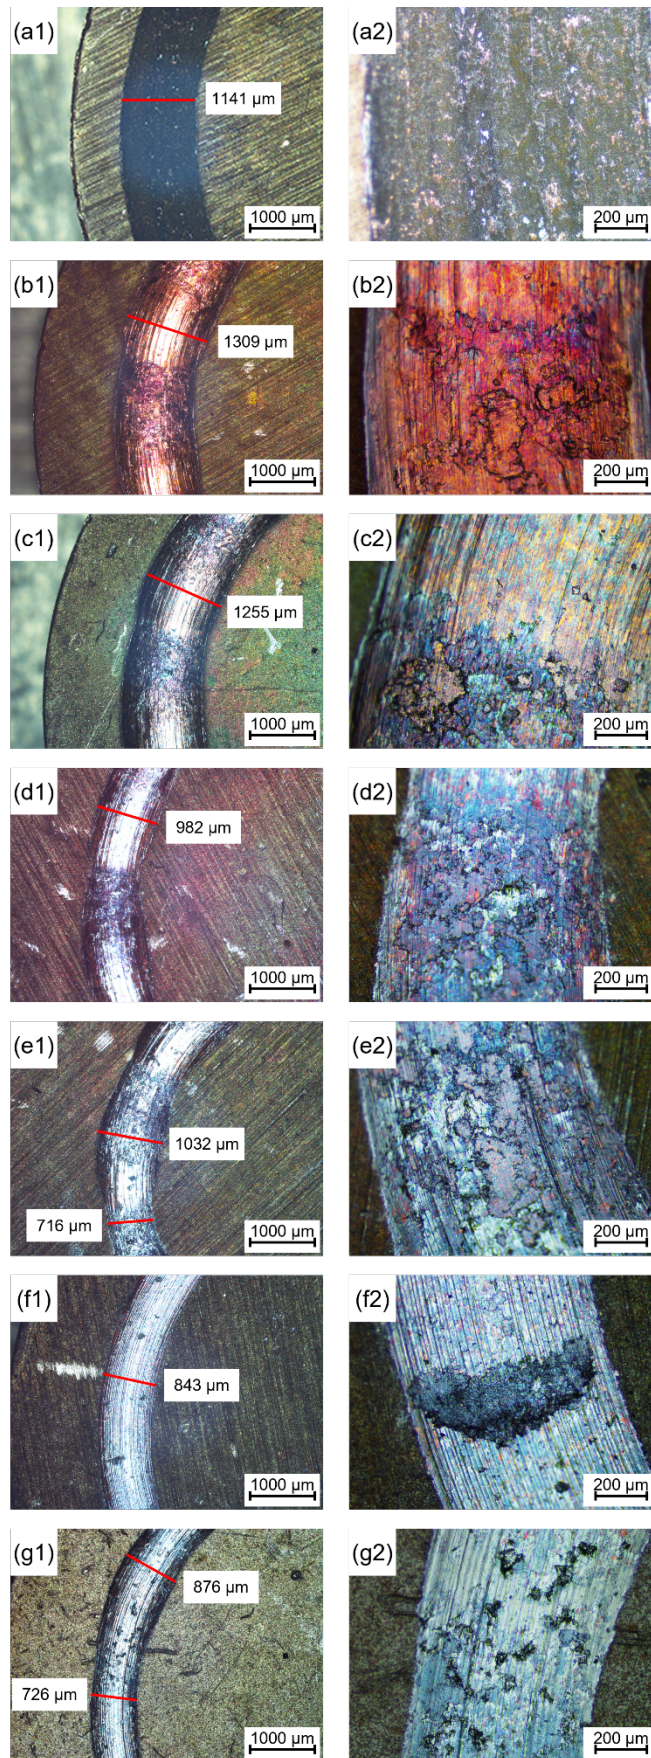 (a1)
1141 µm
1000 µm
(a2)
200 µm
(b1)
1309 µm
1000 µm
(b2)
200 µm
(c1)
1255 µm
1000 µm
(c2)
200 µm
(d1)
982 µm
1000 µm
(d2)
200 µm
(e1)
1032 µm
716 µm
1000 µm
(e2)
200 µm
(f1)
843 µm
1000 µm
(f2)
200 µm
(g1)
876 µm
726 µm
1000 µm
(g2)
200 µm